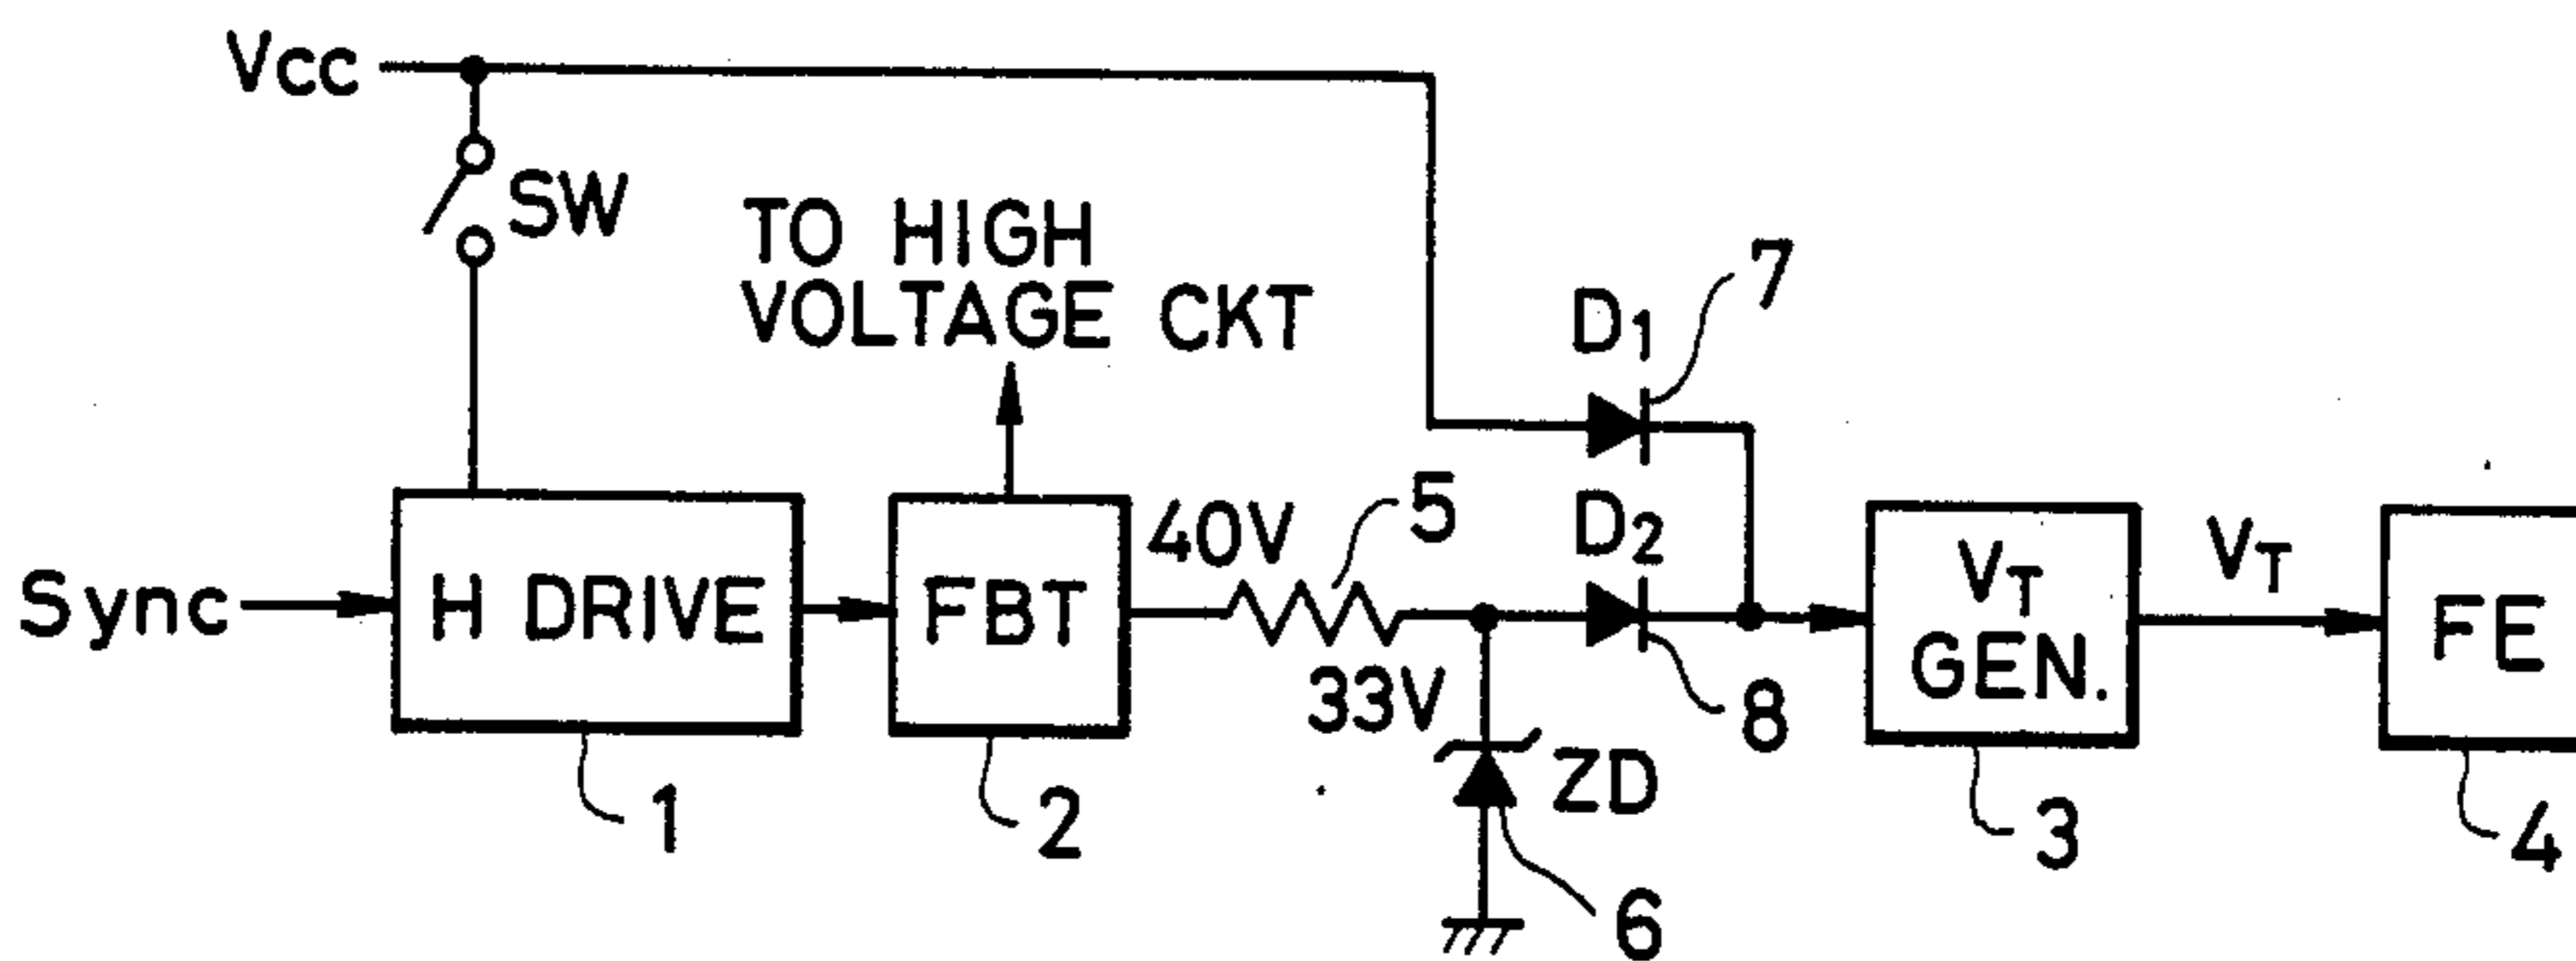 Vcc
SW
TO HIGH
VOLTAGE CKT
D1
7
Sync
H DRIVE
1
FBT
2
40V
5
33V
D2
8
ZD
6
VT
GEN.
3
VT
FE
4